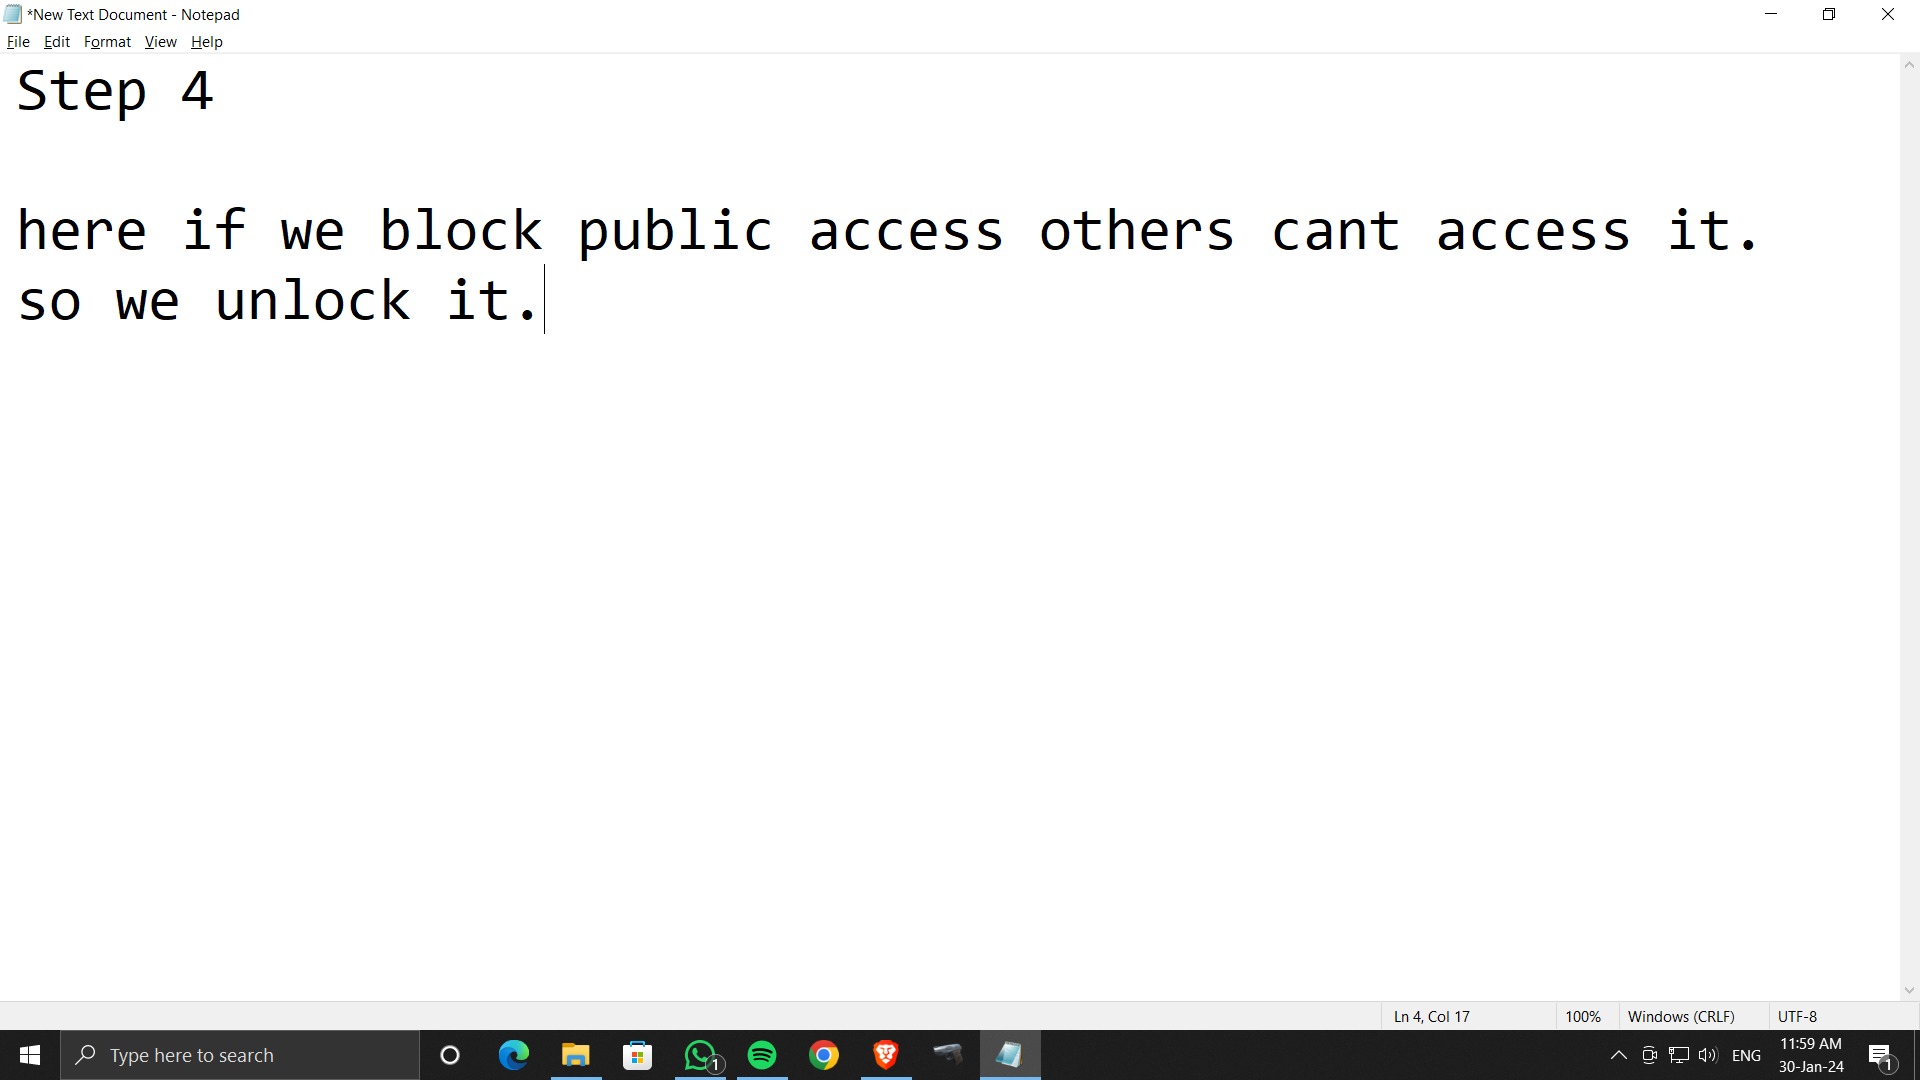 *New Text Document - Notepad
File Edit Format View Help
Step 4
here if we block public access others cant access it.
so we unlock it.
Ln 4, Col 17 100% Windows (CRLF) UTF-8
Type here to search
1
ENG
11:59 AM
30-Jan-24
1